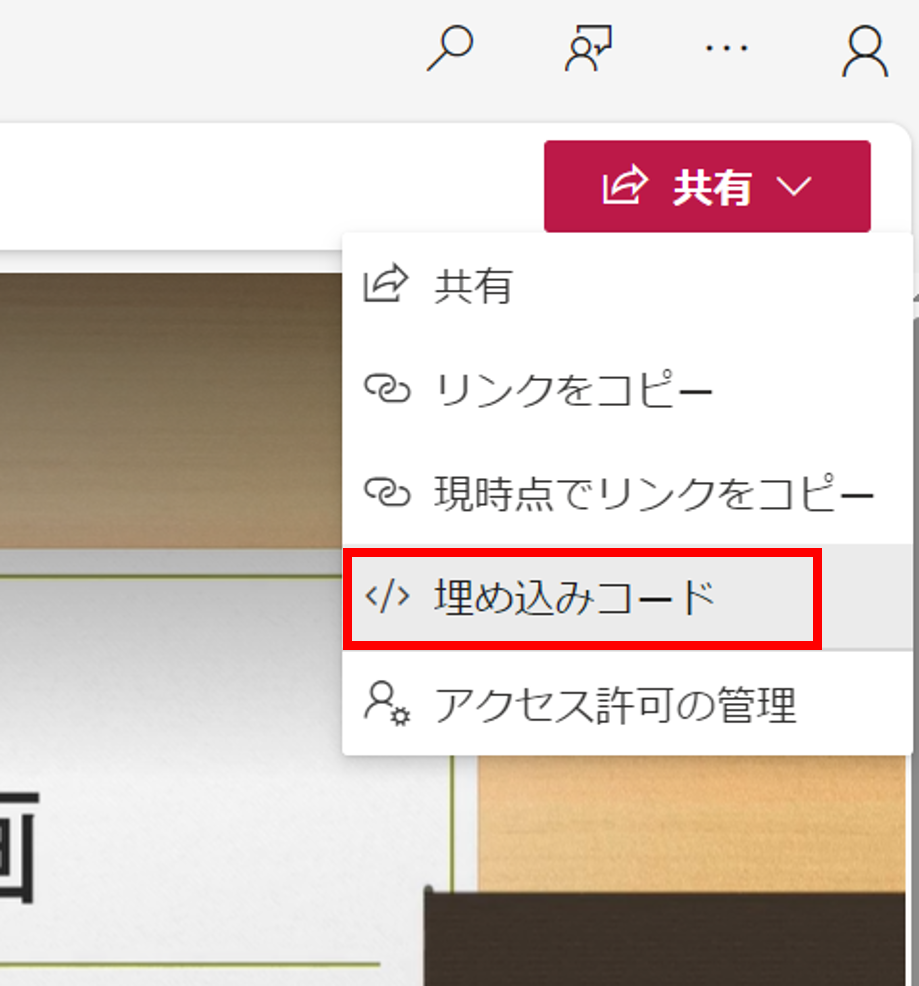 共有
共有
リンクをコピー
現時点でリンクをコピー
</> 埋め込みコード
アクセス許可の管理